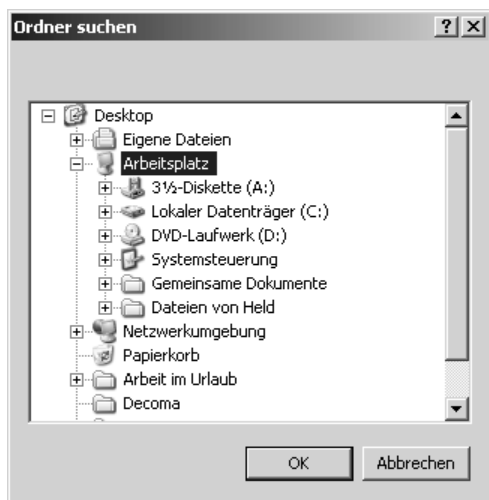 Ordner suchen
Desktop
Eigene Dateien
Arbeitsplatz
3½-Diskette (A:)
Lokaler Datenträger (C:)
DVD-Laufwerk (D:)
Systemsteuerung
Gemeinsame Dokumente
Dateien von Held
Netzwerkumgebung
Papierkorb
Arbeit im Urlaub
Decoma
OK Abbrechen